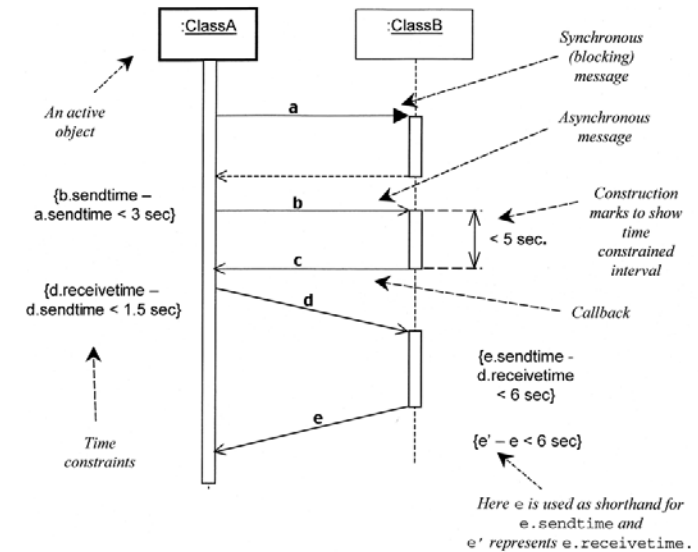 :ClassA
:ClassB
Synchronous
(blocking)
message
An active
object
a
Asynchronous
message
{b.sendtime –
a.sendtime < 3 sec}
b
Construction
marks to show
time
constrained
interval
< 5 sec.
c
{d.receivetime –
d.sendtime < 1.5 sec}
d
Callback
{e.sendtime -
d.receivetime
< 6 sec}
e
Time
constraints
{e' – e < 6 sec}
Here e is used as shorthand for
e.sendtime and
e' represents e.receivetime.